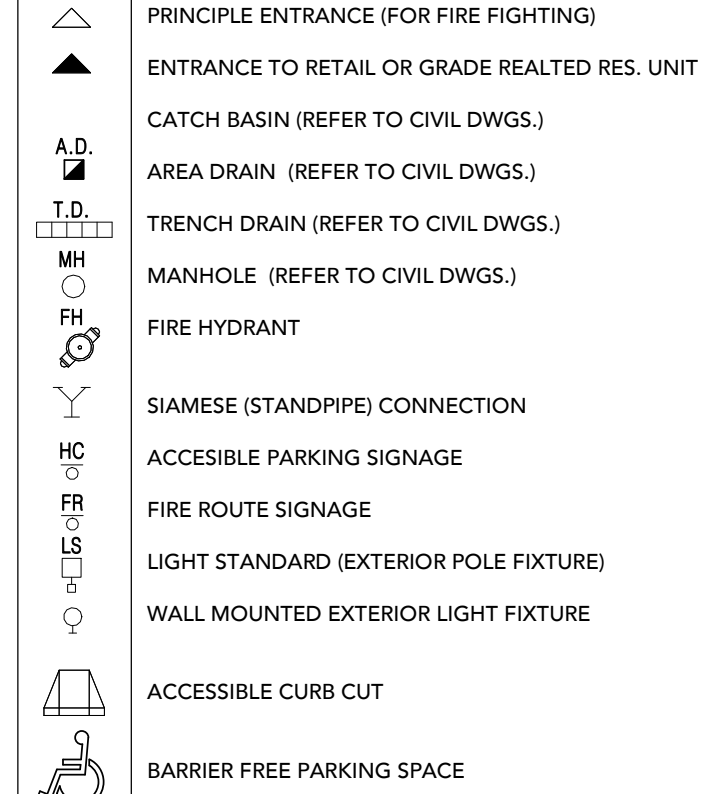 PRINCIPLE ENTRANCE (FOR FIRE FIGHTING)
ENTRANCE TO RETAIL OR GRADE REALTED RES. UNIT
CATCH BASIN (REFER TO CIVIL DWGS.)
A.D.
AREA DRAIN (REFER TO CIVIL DWGS.)
T.D.
TRENCH DRAIN (REFER TO CIVIL DWGS.)
MH
MANHOLE (REFER TO CIVIL DWGS.)
FH
FIRE HYDRANT
SIAMESE (STANDPIPE) CONNECTION
HC
ACCESIBLE PARKING SIGNAGE
FR
FIRE ROUTE SIGNAGE
LS
LIGHT STANDARD (EXTERIOR POLE FIXTURE)
WALL MOUNTED EXTERIOR LIGHT FIXTURE
ACCESSIBLE CURB CUT
BARRIER FREE PARKING SPACE